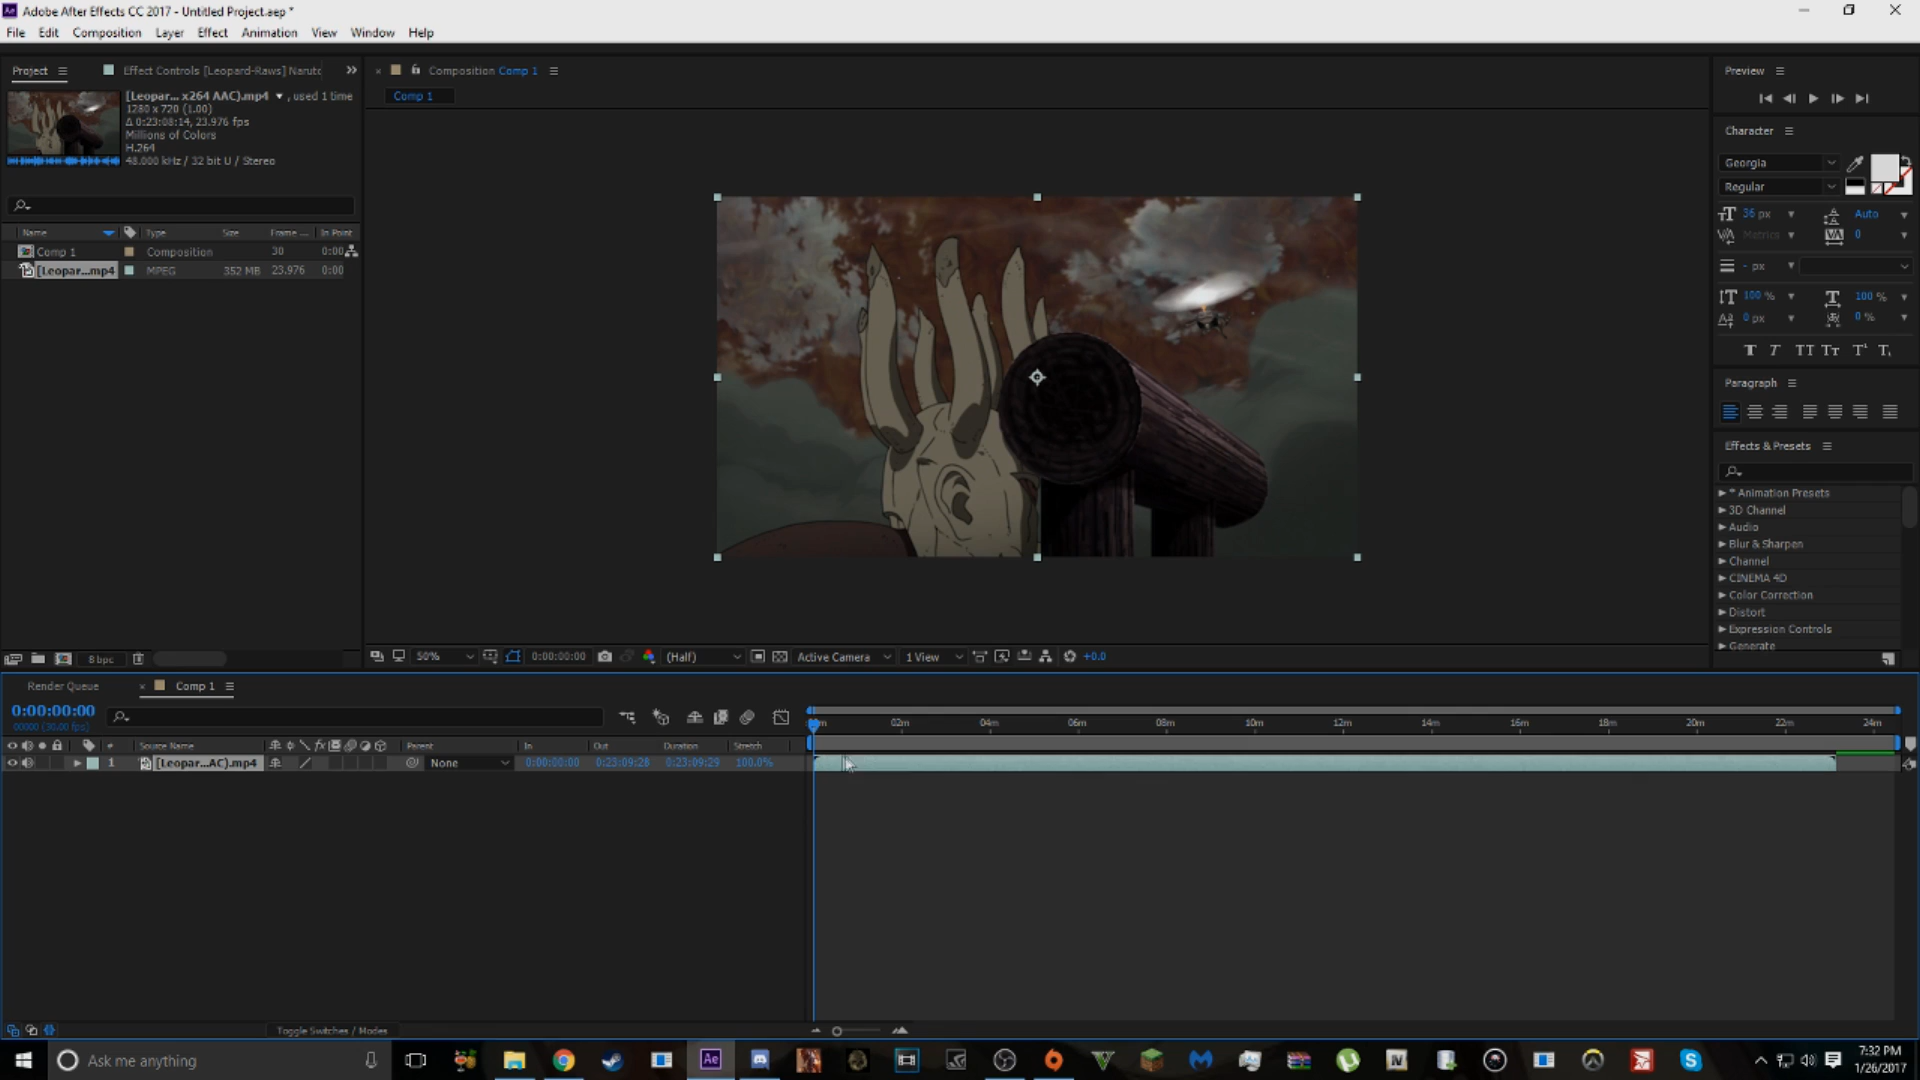 Adobe After Effects CC 2017 - Untitled Project.aep *
File Edit Composition Layer Effect Animation View Window Help
Project
Effect Controls [Leopard-Raws] Narutc
Composition Comp 1
Comp 1
[Leopar... x264 AAC).mp4 , used 1 time
1280 x 720 (1.00)
Δ 0:23:08:14, 23.976 fps
Millions of Colors
H.264
48.000 kHz / 32 bit U / Stereo
Name Type Size Frame ... In Point
Comp 1 Composition 30 0:00
[Leopar...mp4 MPEG 352 MB 23.976 0:00
8 bpc
50% 0:00:00:00 (Half) Active Camera 1 View +0.0
Preview
Character
Georgia
Regular
36 px Auto
Metrics 0
- px
100 % 100 %
0 px 0 %
T T TT Tт T¹ T,
Paragraph
Effects & Presets
* Animation Presets
3D Channel
Audio
Blur & Sharpen
Channel
CINEMA 4D
Color Correction
Distort
Expression Controls
Generate
Render Queue
Comp 1
0:00:00:00
00000 (30.00 fps)
02m 04m 06m 08m 10m 12m 14m 16m 18m 20m 22m 24m
# Source Name fx Parent In Out Duration Stretch
1 [Leopar...AC).mp4 None 0:00:00:00 0:23:09:28 0:23:09:29 100.0%
Toggle Switches / Modes
Ask me anything
Ae
7:32 PM
1/26/2017